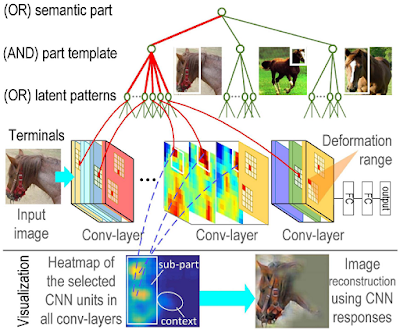 (OR) semantic part
(AND) part template
(OR) latent patterns
Terminals
Deformation
range
Input
image
Conv-layer
Conv-layer
Conv-layer
FC
FC
output
Visualization
Heatmap of
the selected
CNN units in
all conv-layers
sub-part
context
Image
reconstruction
using CNN
responses